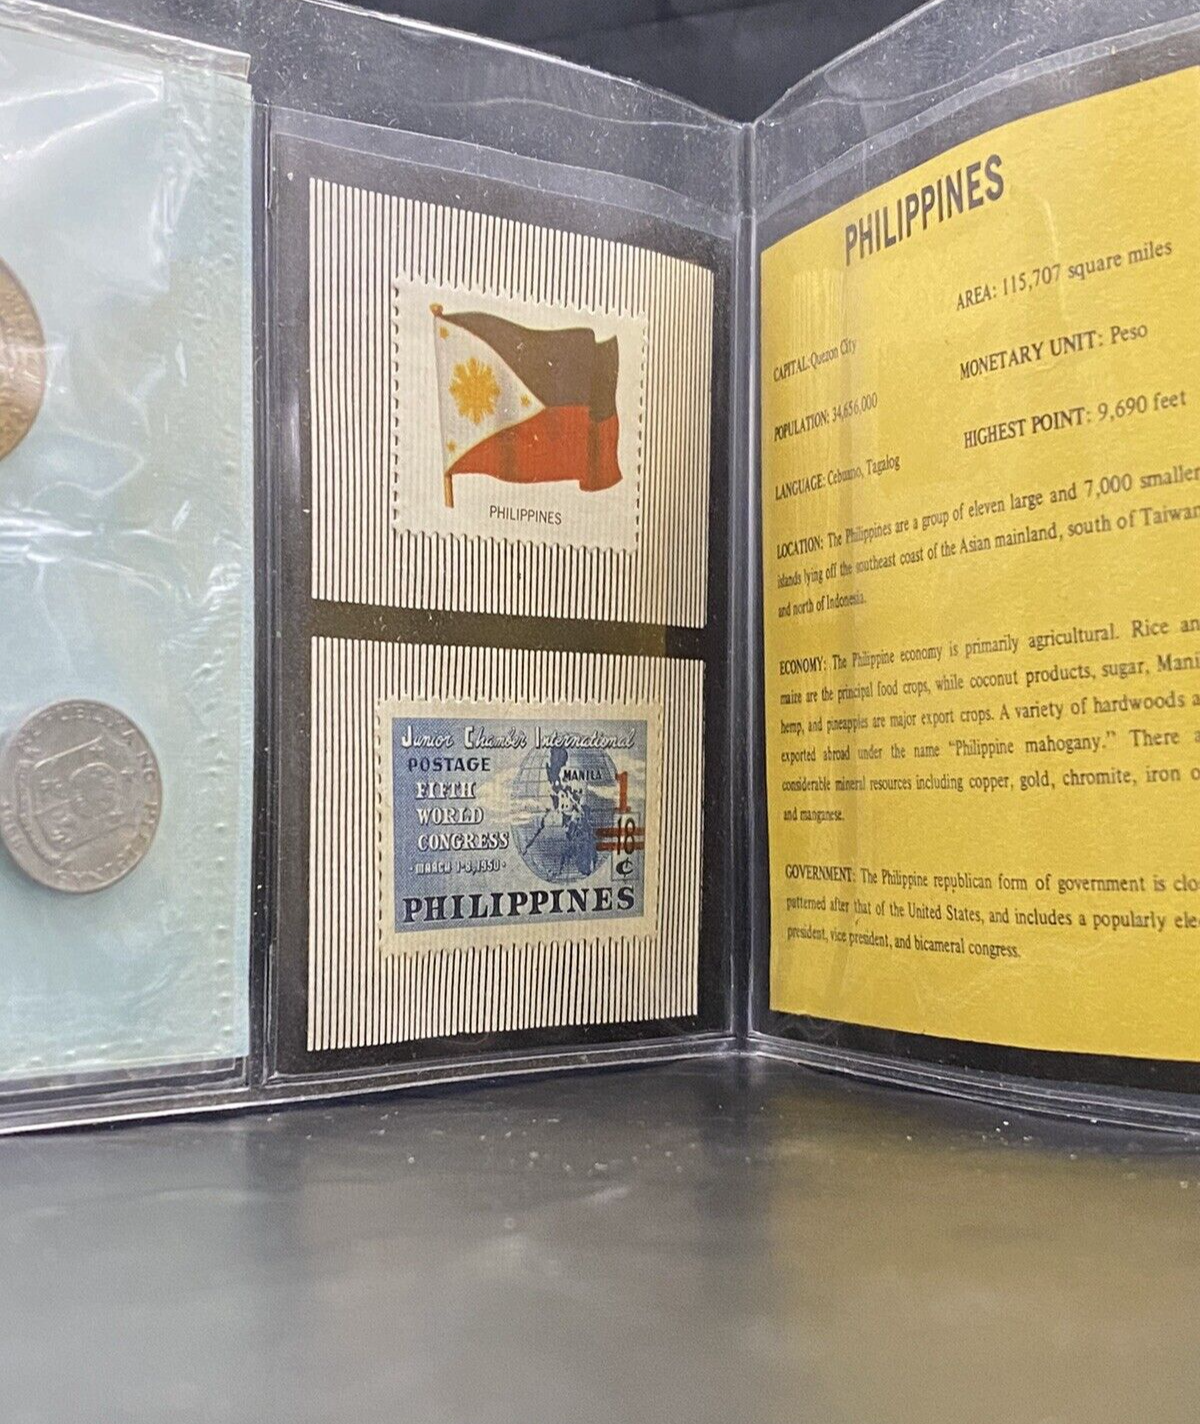 PHILIPPINES
Junior Chamber International
POSTAGE
FIFTH
WORLD
CONGRESS
·MARCH 1-8, 1950·
MANILA
1
18
¢
PHILIPPINES
PHILIPPINES
AREA: 115,707 square miles
CAPITAL: Quezon City
MONETARY UNIT: Peso
POPULATION: 34,656,000
HIGHEST POINT: 9,690 feet
LANGUAGE: Cebuano, Tagalog
LOCATION: The Philippines are a group of eleven large and 7,000 smaller
islands lying off the southeast coast of the Asian mainland, south of Taiwan
and north of Indonesia.
ECONOMY: The Philippine economy is primarily agricultural. Rice an
maize are the principal food crops, while coconut products, sugar, Mani
hemp, and pineapples are major export crops. A variety of hardwoods a
exported abroad under the name “Philippine mahogany.” There a
considerable mineral resources including copper, gold, chromite, iron o
and manganese.
GOVERNMENT: The Philippine republican form of government is clo
patterned after that of the United States, and includes a popularly ele
president, vice president, and bicameral congress.